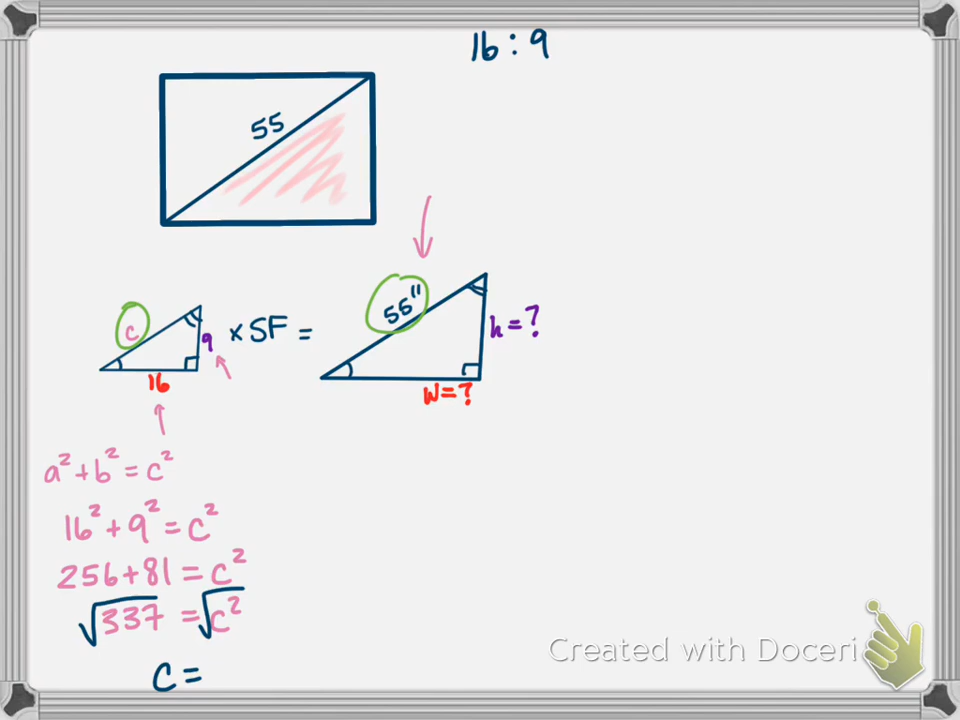 16 : 9
55
c
9
× SF =
55"
h = ?
16
w = ?
a² + b² = c²
16² + 9² = c²
256 + 81 = c²
√337 = √c²
c =
Created with Doceri